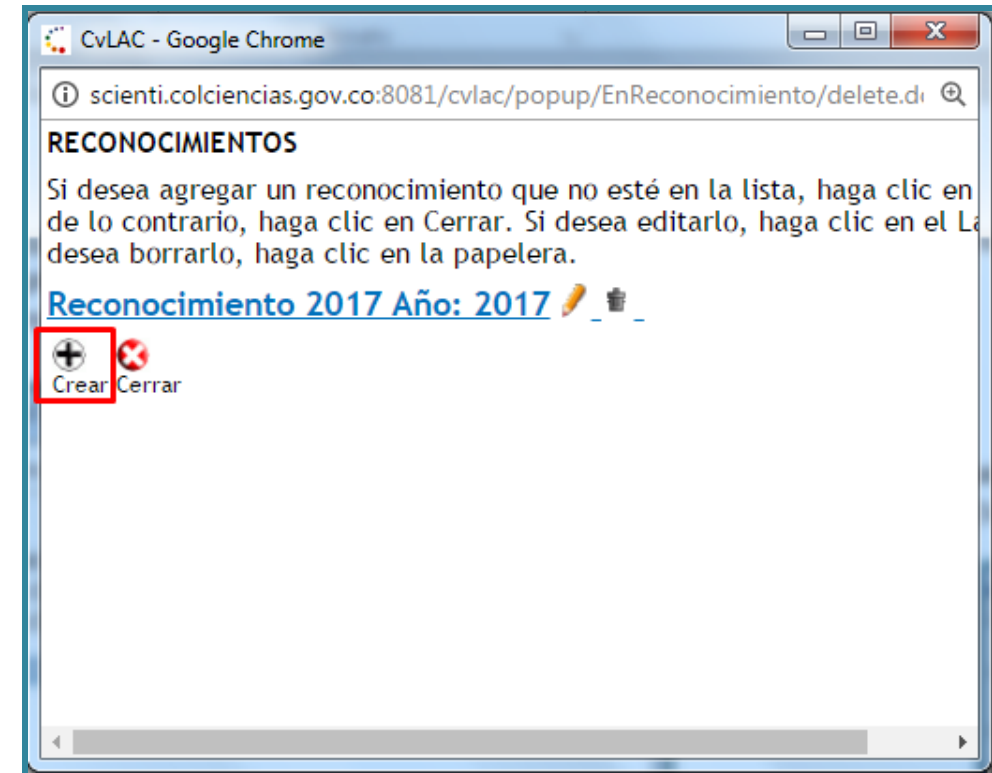 CvLAC - Google Chrome
scienti.colciencias.gov.co:8081/cvlac/popup/EnReconocimiento/delete.d
RECONOCIMIENTOS
Si desea agregar un reconocimiento que no esté en la lista, haga clic en
de lo contrario, haga clic en Cerrar. Si desea editarlo, haga clic en el
desea borrarlo, haga clic en la papelera.
Reconocimiento 2017 Año: 2017
Crear Cerrar